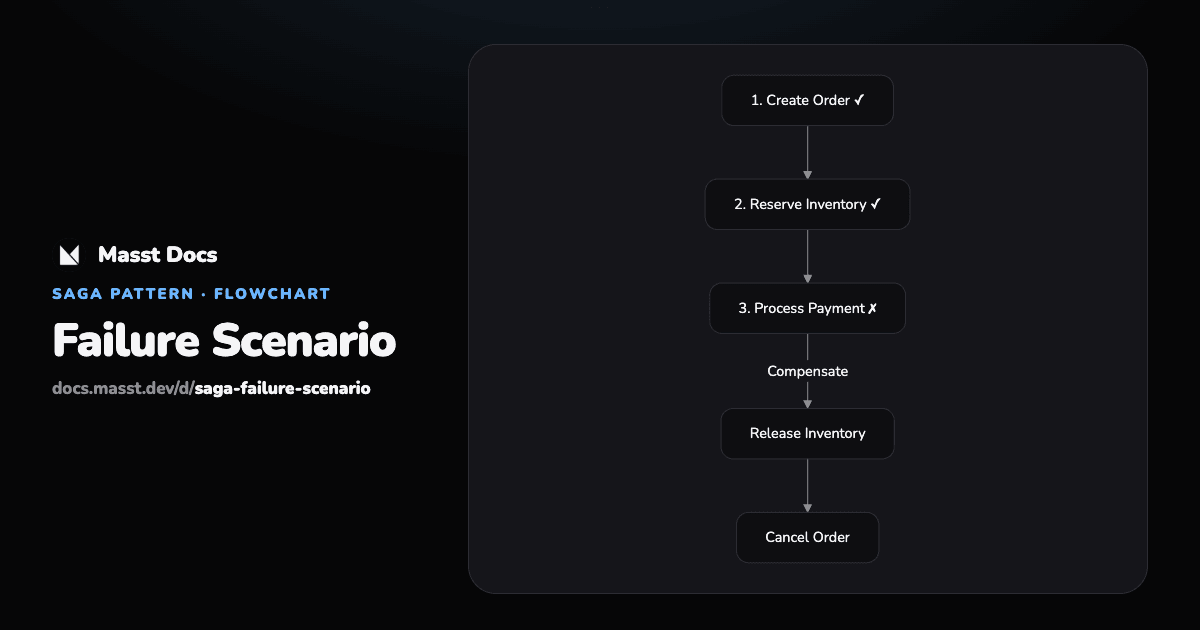 Masst Docs
SAGA PATTERN · FLOWCHART
Failure Scenario
docs.masst.dev/d/saga-failure-scenario
1. Create Order ✓
2. Reserve Inventory ✓
3. Process Payment ✗
Compensate
Release Inventory
Cancel Order